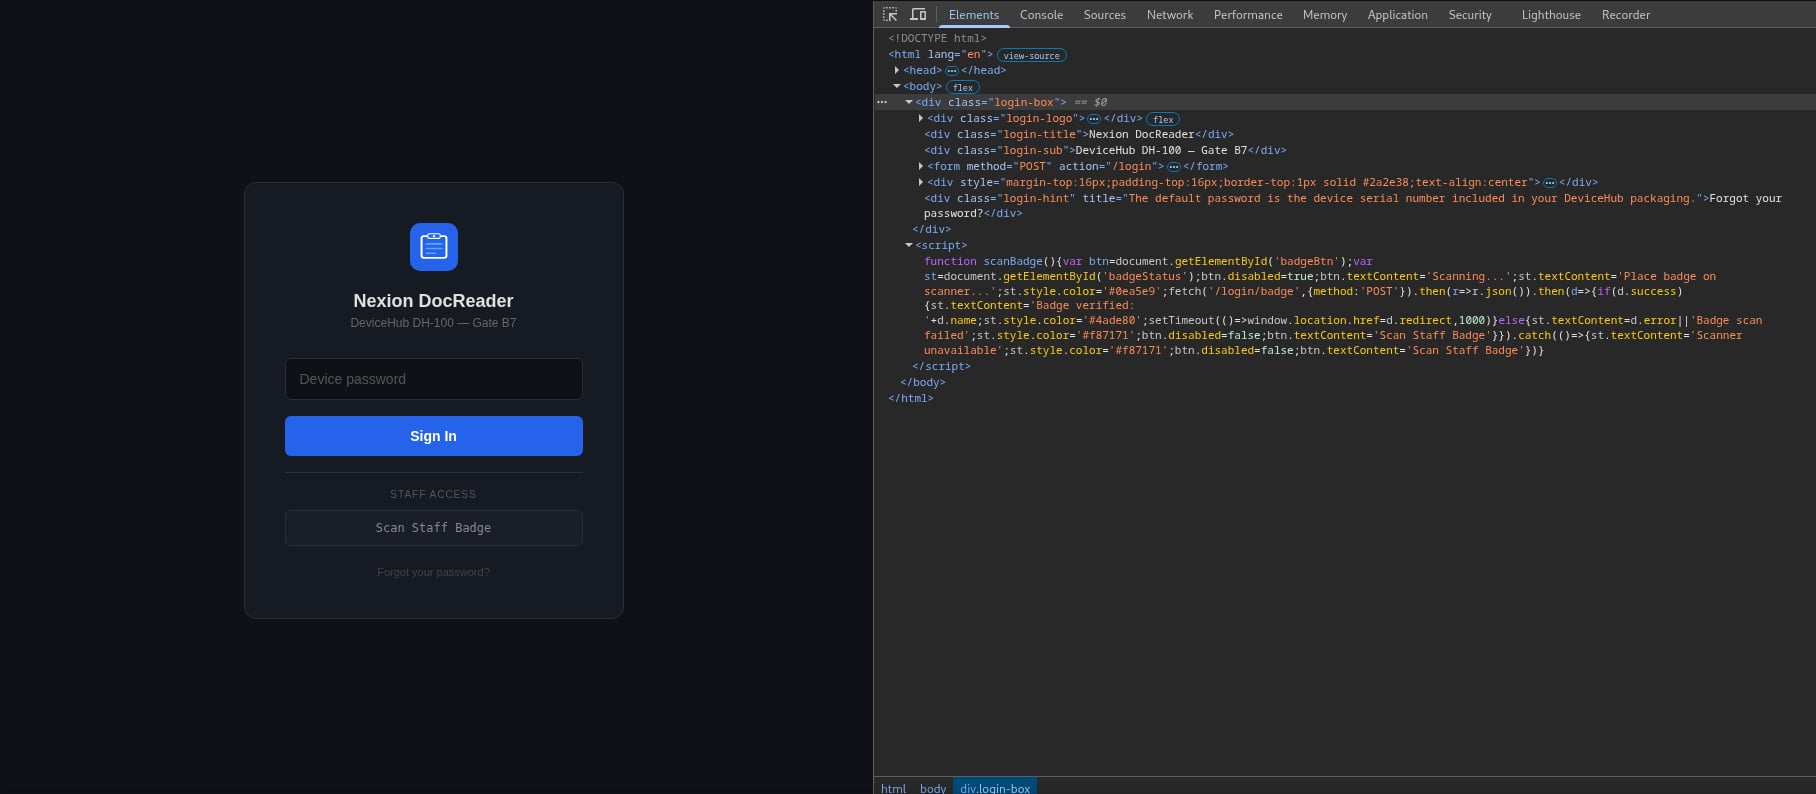 Nexion DocReader
DeviceHub DH-100 — Gate B7
Device password
Sign In
STAFF ACCESS
Scan Staff Badge
Forgot your password?
Elements Console Sources Network Performance Memory Application Security Lighthouse Recorder
<!DOCTYPE html>
<html lang="en"> view-source
<head> ••• </head>
<body> flex
••• <div class="login-box"> == $0
<div class="login-logo"> ••• </div> flex
<div class="login-title">Nexion DocReader</div>
<div class="login-sub">DeviceHub DH-100 — Gate B7</div>
<form method="POST" action="/login"> ••• </form>
<div style="margin-top:16px;padding-top:16px;border-top:1px solid #2a2e38;text-align:center"> ••• </div>
<div class="login-hint" title="The default password is the device serial number included in your DeviceHub packaging.">Forgot your
password?</div>
</div>
<script>
function scanBadge(){var btn=document.getElementById('badgeBtn');var
st=document.getElementById('badgeStatus');btn.disabled=true;btn.textContent='Scanning...';st.textContent='Place badge on
scanner...';st.style.color='#0ea5e9';fetch('/login/badge',{method:'POST'}).then(r=>r.json()).then(d=>{if(d.success)
{st.textContent='Badge verified:
'+d.name;st.style.color='#4ade80';setTimeout(()=>window.location.href=d.redirect,1000)}else{st.textContent=d.error||'Badge scan
failed';st.style.color='#f87171';btn.disabled=false;btn.textContent='Scan Staff Badge'}}).catch(()=>{st.textContent='Scanner
unavailable';st.style.color='#f87171';btn.disabled=false;btn.textContent='Scan Staff Badge'})}
</script>
</body>
</html>
html body div.login-box